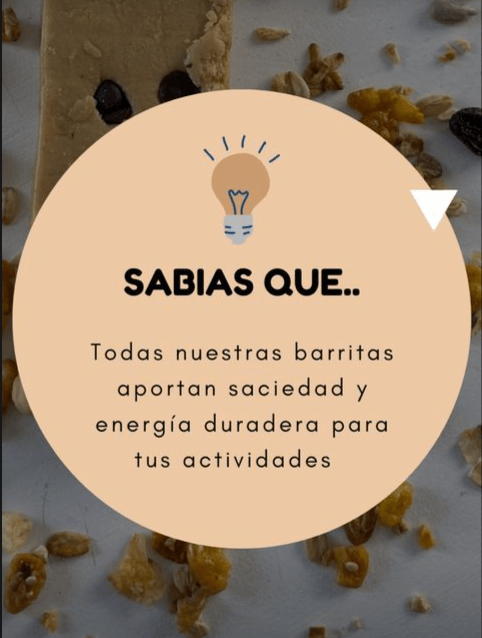 SABIAS QUE..
Todas nuestras barritas
aportan saciedad y
energía duradera para
tus actividades